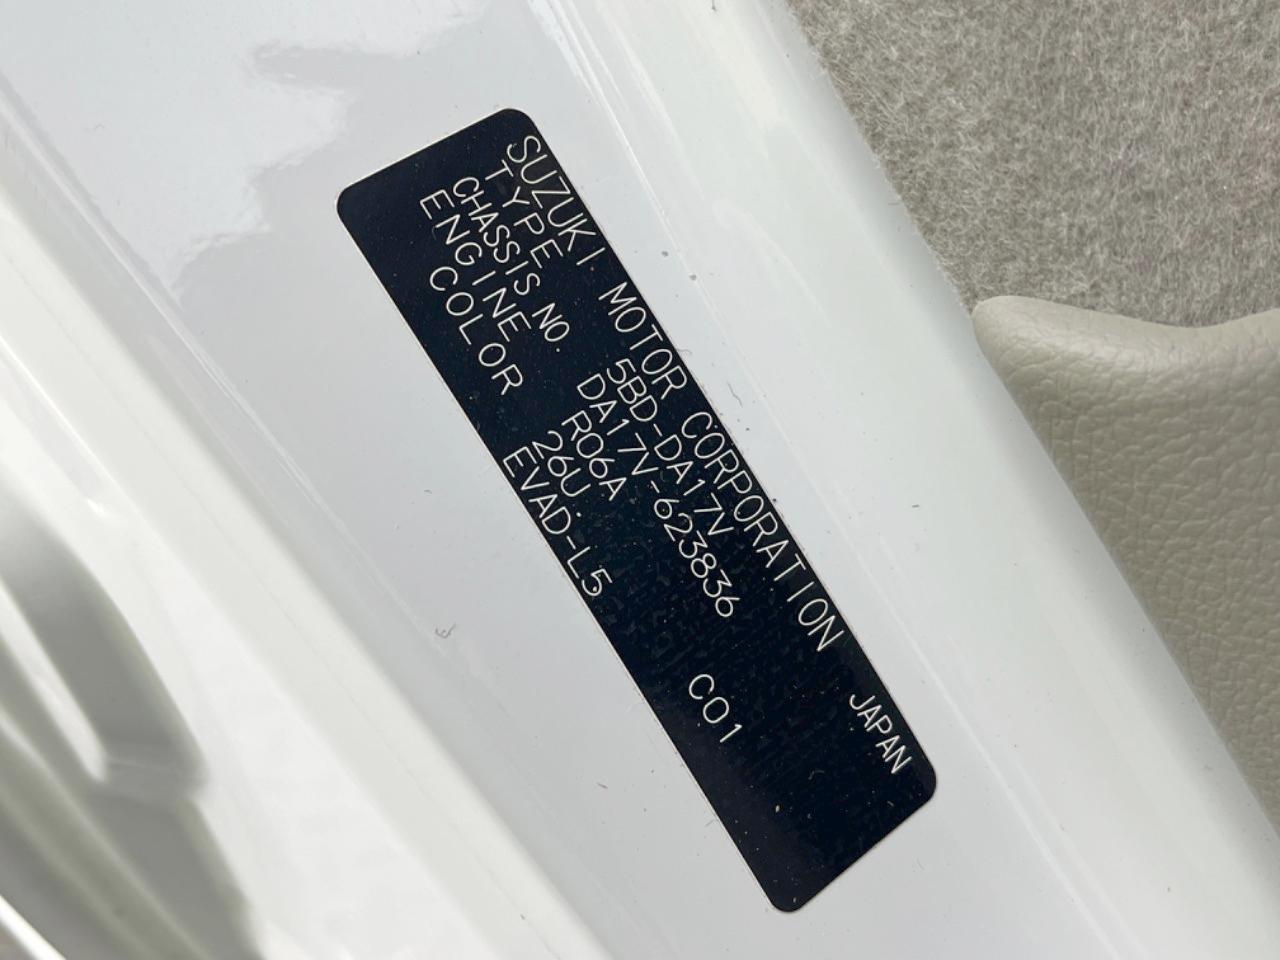 SUZUKI MOTOR CORPORATION JAPAN
TYPE 5BD-DA17V
CHASSIS NO. DA17V-623836
ENGINE R06A
COLOR 26U. C01
EVAD-L5